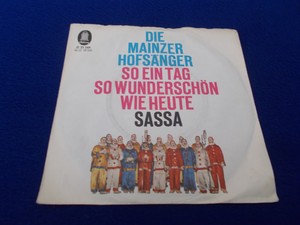 DIE
MAINZER
HOFSÄNGER
SO EIN TAG
SO WUNDERSCHÖN
WIE HEUTE
SASSA